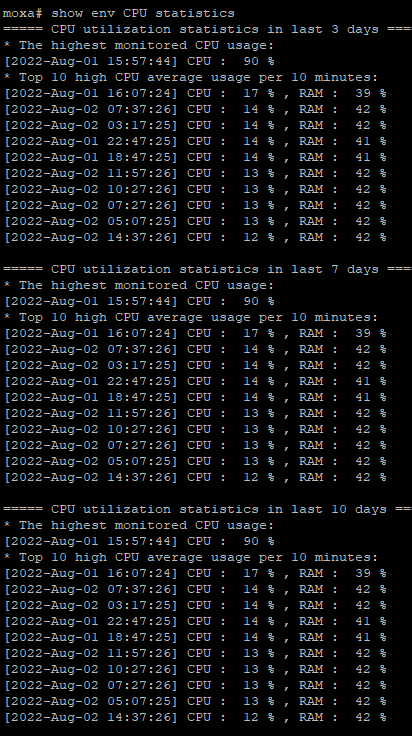 moxa# show env CPU statistics
===== CPU utilization statistics in last 3 days ===
* The highest monitored CPU usage:
[2022-Aug-01 15:57:44] CPU :  90 %
* Top 10 high CPU average usage per 10 minutes:
[2022-Aug-01 16:07:24] CPU :  17 % , RAM :  39 %
[2022-Aug-02 07:37:26] CPU :  14 % , RAM :  42 %
[2022-Aug-02 03:17:25] CPU :  14 % , RAM :  42 %
[2022-Aug-01 22:47:25] CPU :  14 % , RAM :  41 %
[2022-Aug-01 18:47:25] CPU :  14 % , RAM :  41 %
[2022-Aug-02 11:57:26] CPU :  13 % , RAM :  42 %
[2022-Aug-02 10:27:26] CPU :  13 % , RAM :  42 %
[2022-Aug-02 07:27:26] CPU :  13 % , RAM :  42 %
[2022-Aug-02 05:07:25] CPU :  13 % , RAM :  42 %
[2022-Aug-02 14:37:26] CPU :  12 % , RAM :  42 %
===== CPU utilization statistics in last 7 days ===
* The highest monitored CPU usage:
[2022-Aug-01 15:57:44] CPU :  90 %
* Top 10 high CPU average usage per 10 minutes:
[2022-Aug-01 16:07:24] CPU :  17 % , RAM :  39 %
[2022-Aug-02 07:37:26] CPU :  14 % , RAM :  42 %
[2022-Aug-02 03:17:25] CPU :  14 % , RAM :  42 %
[2022-Aug-01 22:47:25] CPU :  14 % , RAM :  41 %
[2022-Aug-01 18:47:25] CPU :  14 % , RAM :  41 %
[2022-Aug-02 11:57:26] CPU :  13 % , RAM :  42 %
[2022-Aug-02 10:27:26] CPU :  13 % , RAM :  42 %
[2022-Aug-02 07:27:26] CPU :  13 % , RAM :  42 %
[2022-Aug-02 05:07:25] CPU :  13 % , RAM :  42 %
[2022-Aug-02 14:37:26] CPU :  12 % , RAM :  42 %
===== CPU utilization statistics in last 10 days ==
* The highest monitored CPU usage:
[2022-Aug-01 15:57:44] CPU :  90 %
* Top 10 high CPU average usage per 10 minutes:
[2022-Aug-01 16:07:24] CPU :  17 % , RAM :  39 %
[2022-Aug-02 07:37:26] CPU :  14 % , RAM :  42 %
[2022-Aug-02 03:17:25] CPU :  14 % , RAM :  42 %
[2022-Aug-01 22:47:25] CPU :  14 % , RAM :  41 %
[2022-Aug-01 18:47:25] CPU :  14 % , RAM :  41 %
[2022-Aug-02 11:57:26] CPU :  13 % , RAM :  42 %
[2022-Aug-02 10:27:26] CPU :  13 % , RAM :  42 %
[2022-Aug-02 07:27:26] CPU :  13 % , RAM :  42 %
[2022-Aug-02 05:07:25] CPU :  13 % , RAM :  42 %
[2022-Aug-02 14:37:26] CPU :  12 % , RAM :  42 %